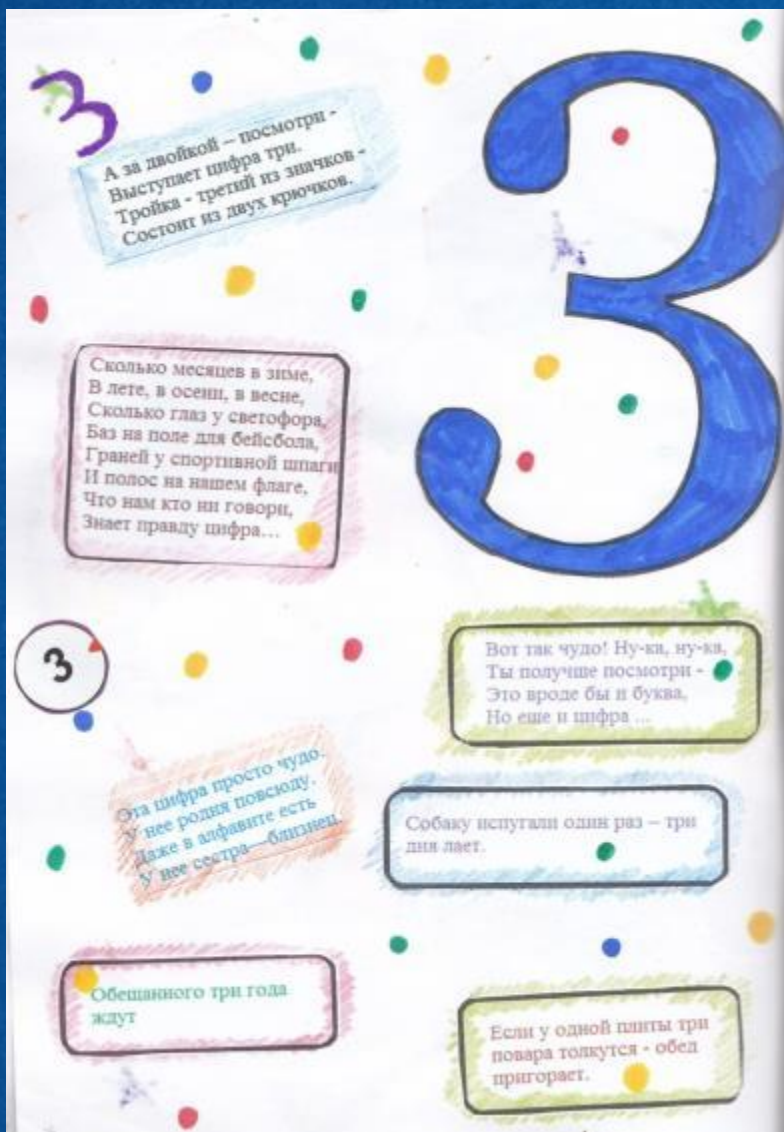 3
3
А за двойкой – посмотри -
Выступает цифра три.
Тройка - третий из значков -
Состоит из двух крючков.
Сколько месяцев в зиме,
В лете, в осени, в весне,
Сколько глаз у светофора,
Баз на поле для бейсбола,
Граней у спортивной шпаги
И полос на нашем флаге,
Что нам кто ни говори,
Знает правду цифра…
3
Вот так чудо! Ну-ка, ну-ка,
Ты получше посмотри -
Это вроде бы и буква,
Но еще и цифра ...
Эта цифра просто чудо.
У нее родня повсюду.
Даже в алфавите есть
У нее сестра—близнец.
Собаку испугали один раз – три
дня лает.
Обещанного три года
ждут
Если у одной плиты три
повара толкутся - обед
пригорает.